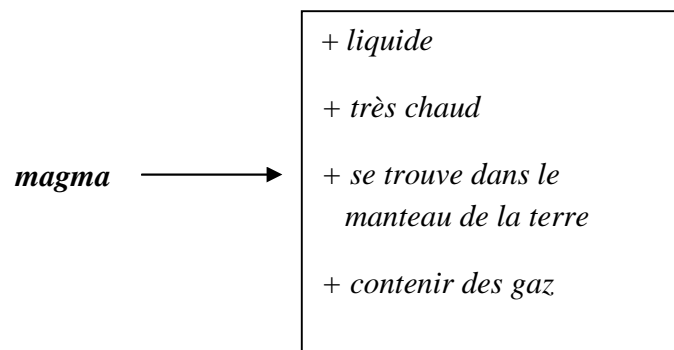 + liquide
+ très chaud
magma
+ se trouve dans le
manteau de la terre
+ contenir des gaz